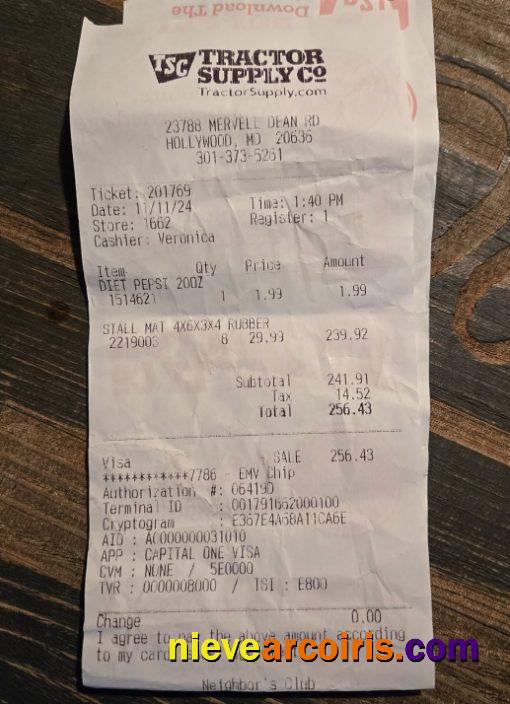 Download The
TSC TRACTOR
SUPPLY CO
TractorSupply.com
23788 MERVELL DEAN RD
HOLLYWOOD, MD 20636
301-373-5261
Ticket: 201769
Date: 11/11/24 Time: 1:40 PM
Store: 1662 Register: 1
Cashier: Veronica
Item Qty Price Amount
DIET PEPSI 20OZ
1514621 1 1.99 1.99
STALL MAT 4X6X3X4 RUBBER
2219003 8 29.99 239.92
Subtotal 241.91
Tax 14.52
Total 256.43
Visa SALE 256.43
************7786 - EMV Chip
Authorization #: 06419D
Terminal ID : 001791662000100
Cryptogram : E367E4A68A11CA6E
AID : A0000000031010
APP : CAPITAL ONE VISA
CVM : NONE / 5E0000
TVR : 0000008000 / TSI : E800
Change 0.00
I agree to pay the above amount according
to my card
nievearcoiris.com
Neighbor's Club